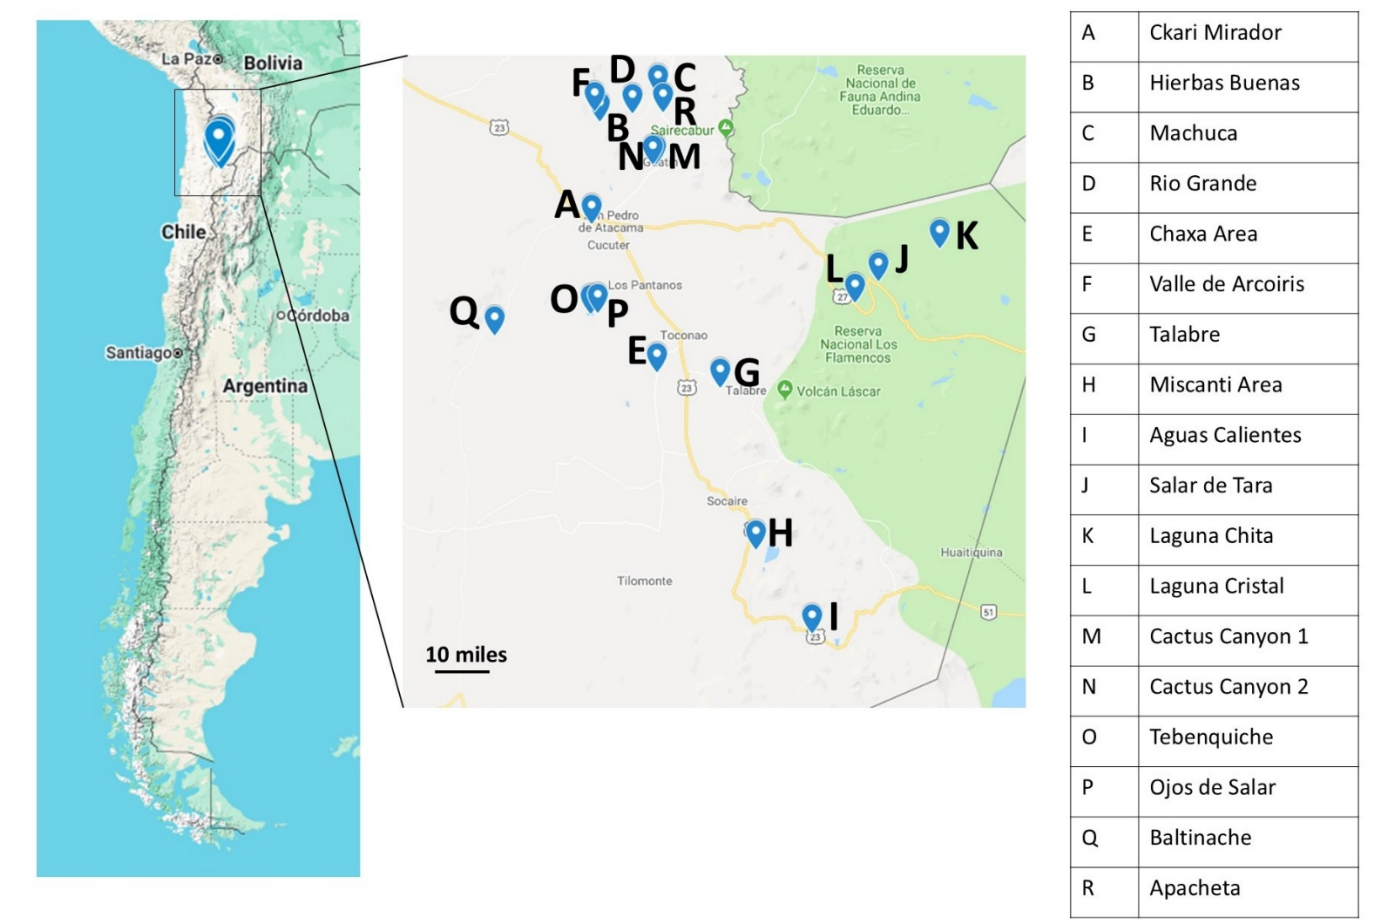 La Paz
Bolivia
Chile
Córdoba
Santiago
Argentina
23
F
D
C
R
B
Sairecabur
N
M
Reserva
Nacional de
Fauna Andina
Eduardo...
A
n Pedro
de Atacama
Cucuter
K
J
L
27
Q
O
P
Los Pantanos
Toconao
E
23
G
Talabre
Volcán Láscar
Reserva
Nacional Los
Flamencos
Socaire
H
Huaitiquina
Tilomonte
I
23
51
10 miles
A Ckari Mirador
B Hierbas Buenas
C Machuca
D Rio Grande
E Chaxa Area
F Valle de Arcoiris
G Talabre
H Miscanti Area
I Aguas Calientes
J Salar de Tara
K Laguna Chita
L Laguna Cristal
M Cactus Canyon 1
N Cactus Canyon 2
O Tebenquiche
P Ojos de Salar
Q Baltinache
R Apacheta